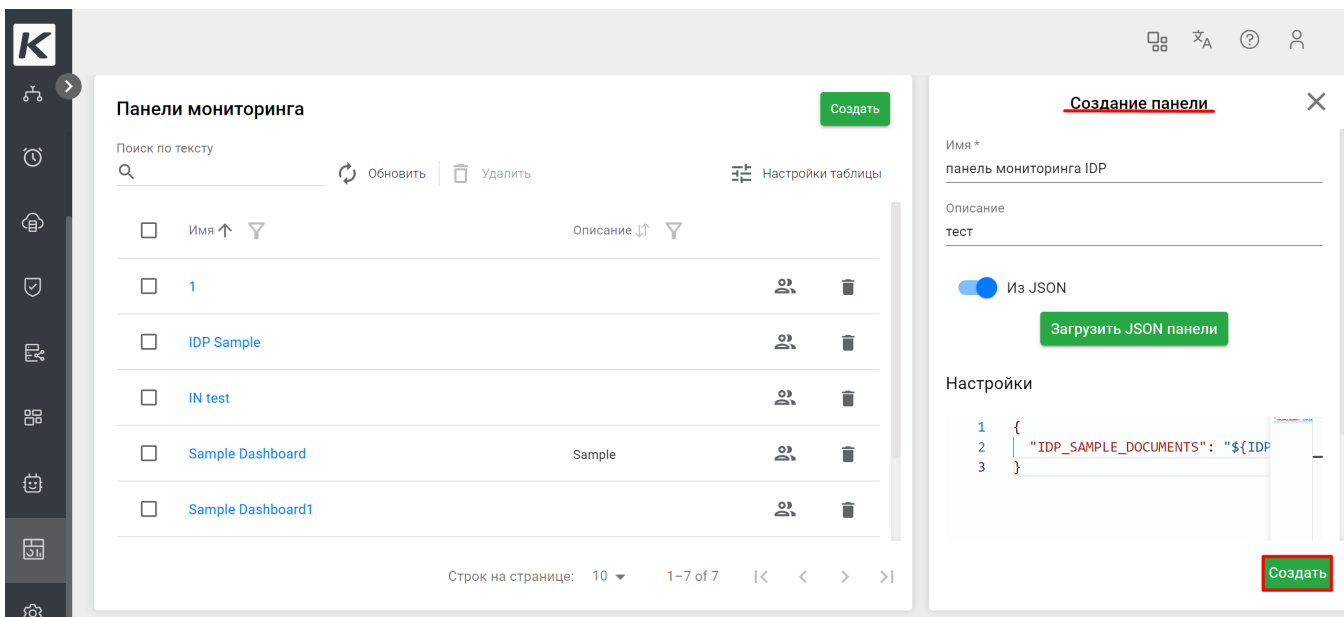 K
Панели мониторинга
Создать
Поиск по тексту
Обновить
Удалить
Настройки таблицы
Имя
Описание
1
IDP Sample
IN test
Sample Dashboard
Sample
Sample Dashboard1
Строк на странице: 10 1–7 of 7
Создание панели
Имя *
панель мониторинга IDP
Описание
тест
Из JSON
Загрузить JSON панели
Настройки
1 {
2 "IDP_SAMPLE_DOCUMENTS": "${IDP
3 }
Создать